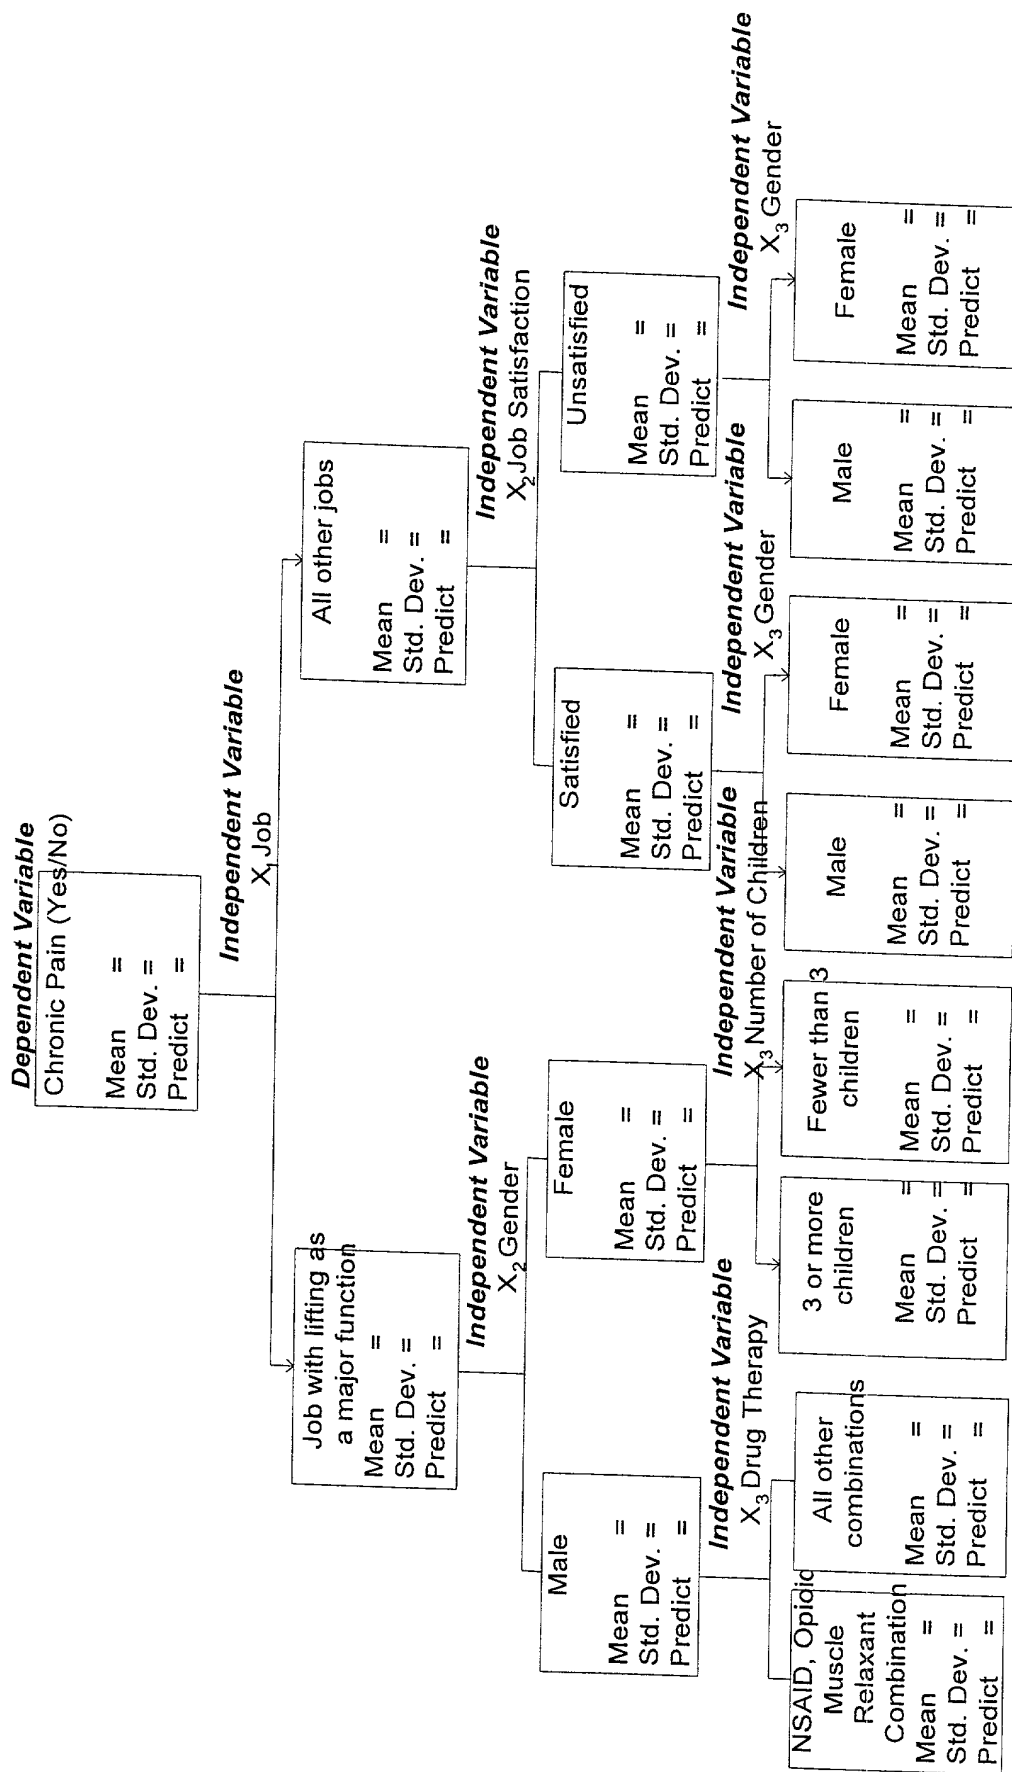 Dependent Variable
Chronic Pain (Yes/No)
Mean =
Std. Dev. =
Predict =
Independent Variable
X1 Job
Job with lifting as
a major function
Mean =
Std. Dev. =
Predict =
All other jobs
Mean =
Std. Dev. =
Predict =
Independent Variable
X2 Gender
Independent Variable
X2 Job Satisfaction
Male
Mean =
Std. Dev. =
Predict =
Female
Mean =
Std. Dev. =
Predict =
Satisfied
Mean =
Std. Dev. =
Predict =
Unsatisfied
Mean =
Std. Dev. =
Predict =
Independent Variable
X3 Drug Therapy
Independent Variable
X3 Number of Children
Independent Variable
X3 Gender
Independent Variable
X3 Gender
NSAID, Opioid
Muscle
Relaxant
Combination
Mean =
Std. Dev. =
Predict =
All other
combinations
Mean =
Std. Dev. =
Predict =
3 or more
children
Mean =
Std. Dev. =
Predict =
Fewer than 3
children
Mean =
Std. Dev. =
Predict =
Male
Mean =
Std. Dev. =
Predict =
Female
Mean =
Std. Dev. =
Predict =
Male
Mean =
Std. Dev. =
Predict =
Female
Mean =
Std. Dev. =
Predict =